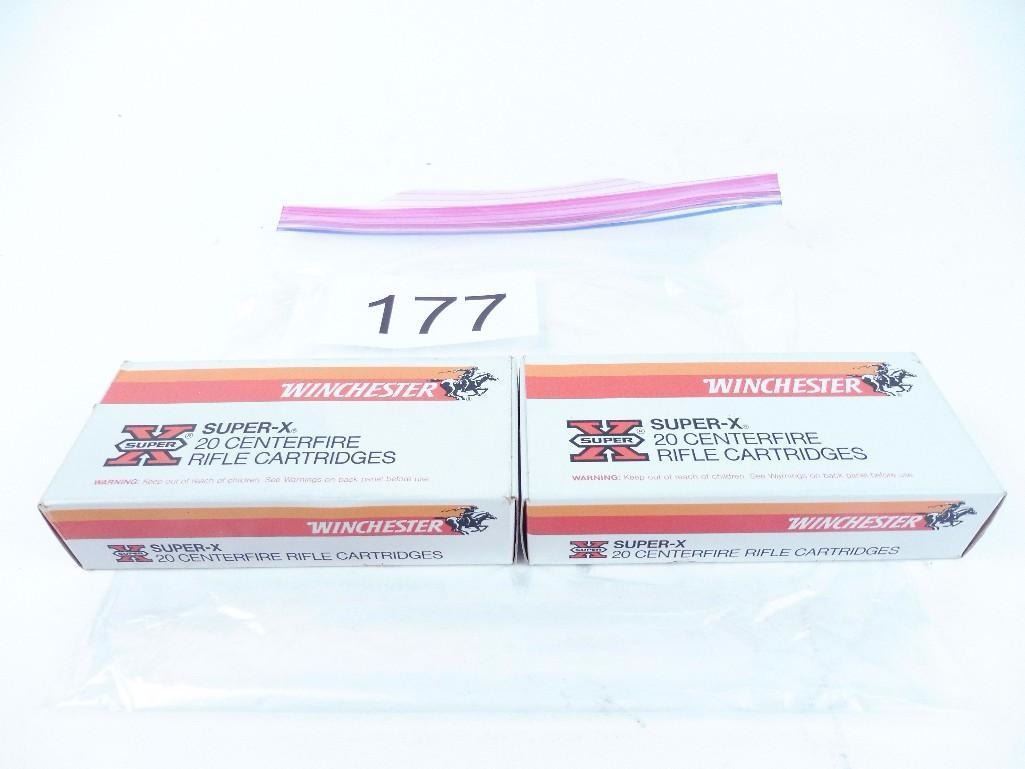 177
WINCHESTER
SUPER
SUPER-X®
20 CENTERFIRE
RIFLE CARTRIDGES
WARNING: Keep out of reach of children. See Warnings on back panel before use.
WINCHESTER
SUPER
SUPER-X
20 CENTERFIRE RIFLE CARTRIDGES
WINCHESTER
SUPER
SUPER-X®
20 CENTERFIRE
RIFLE CARTRIDGES
WARNING: Keep out of reach of children. See Warnings on back panel before use.
WINCHESTER
SUPER
SUPER-X
20 CENTERFIRE RIFLE CARTRIDGES